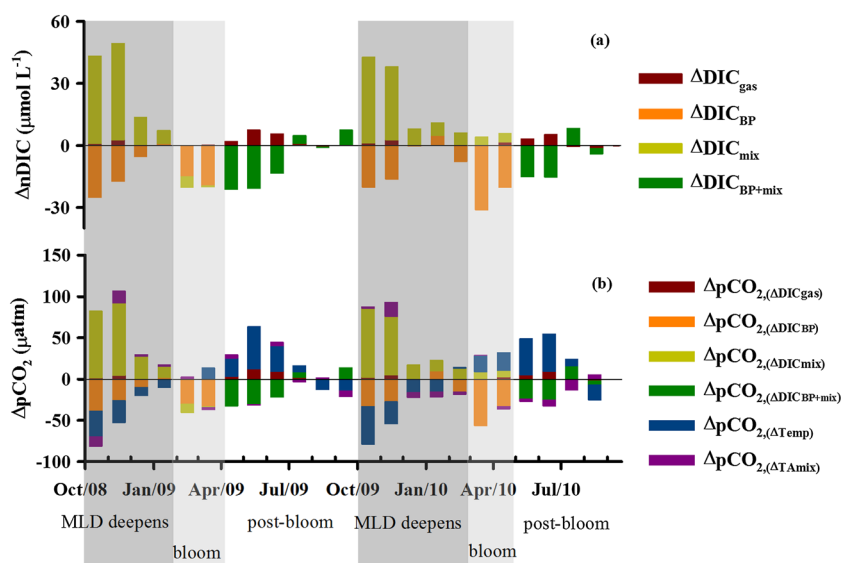 60
30
0
-30
ΔnDIC (μmol L⁻¹)
(a)
ΔDICgas
ΔDICBP
ΔDICmix
ΔDICBP+mix
150
100
50
0
-50
-100
ΔpCO₂ (μatm)
(b)
ΔpCO₂,(ΔDICgas)
ΔpCO₂,(ΔDICBP)
ΔpCO₂,(ΔDICmix)
ΔpCO₂,(ΔDICBP+mix)
ΔpCO₂,(ΔTemp)
ΔpCO₂,(ΔTAmix)
Oct/08 Jan/09 Apr/09 Jul/09 Oct/09 Jan/10 Apr/10 Jul/10
MLD deepens post-bloom MLD deepens post-bloom
bloom bloom